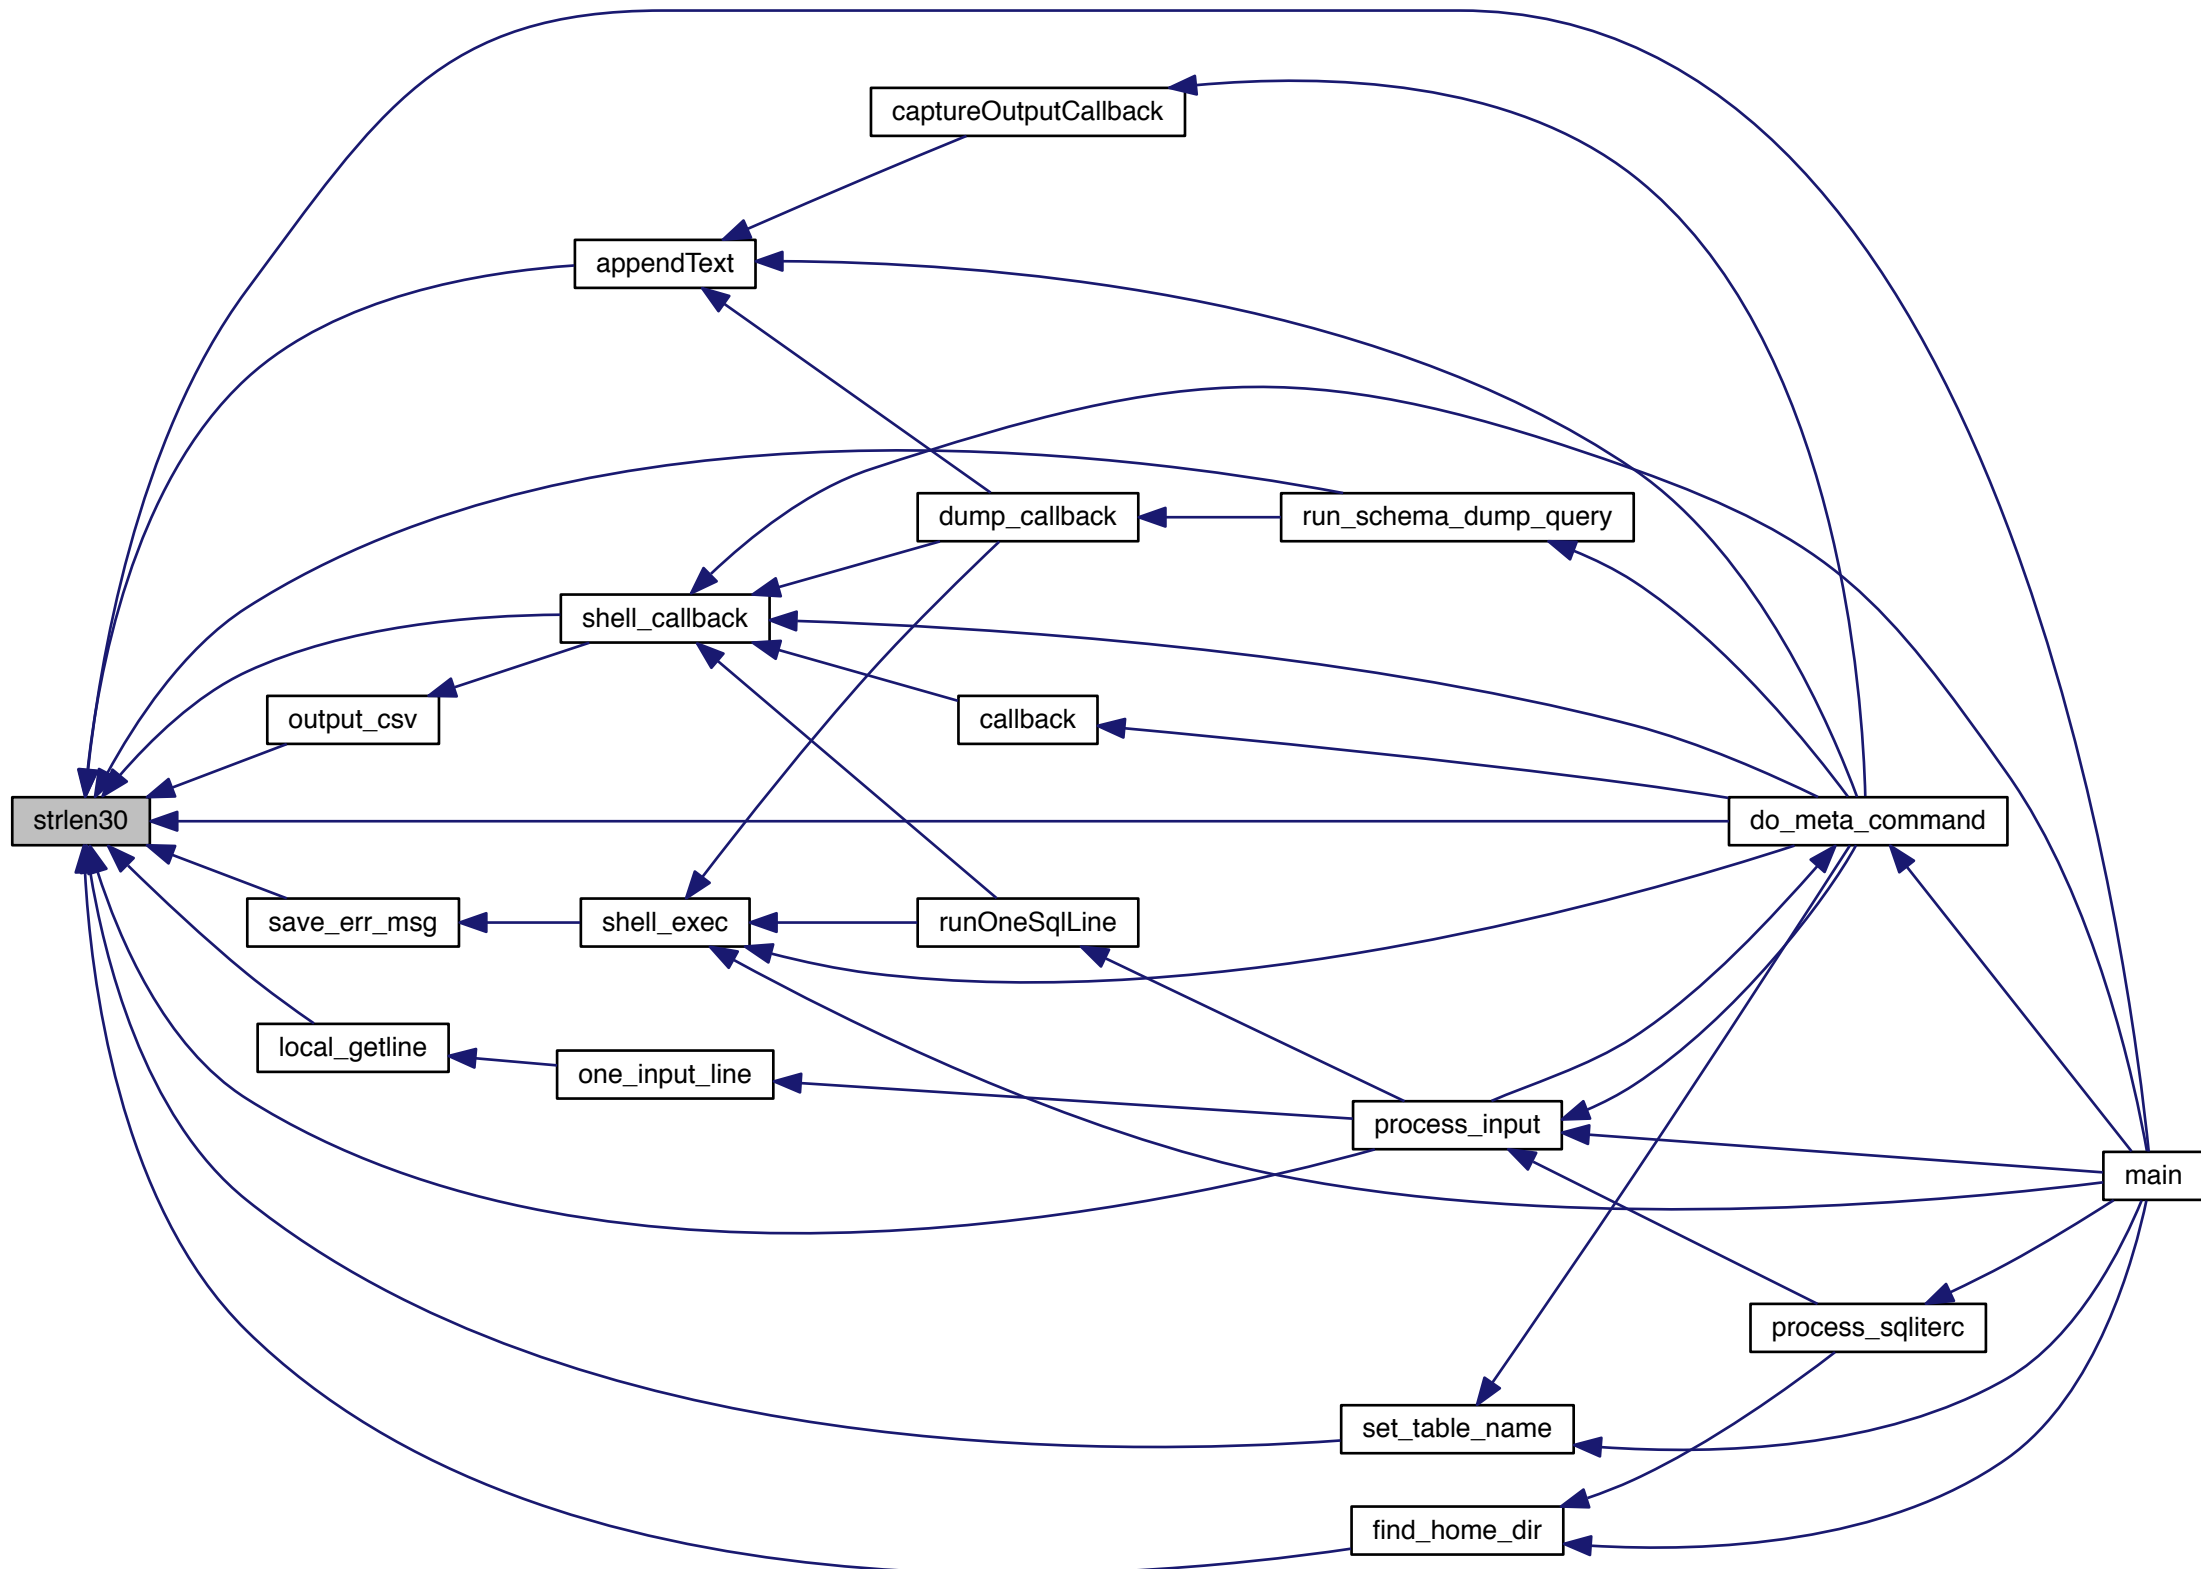 captureOutputCallback
appendText
dump_callback
run_schema_dump_query
shell_callback
output_csv
callback
strlen30
do_meta_command
save_err_msg
shell_exec
runOneSqlLine
local_getline
one_input_line
process_input
main
process_sqliterc
set_table_name
find_home_dir